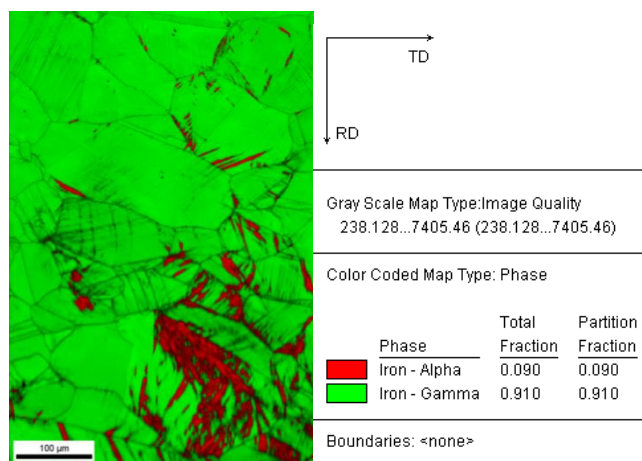 TD
RD
Gray Scale Map Type:Image Quality
238.128...7405.46 (238.128...7405.46)
Color Coded Map Type: Phase
Total Partition
Phase Fraction Fraction
Iron - Alpha 0.090 0.090
Iron - Gamma 0.910 0.910
Boundaries: <none>
100 µm